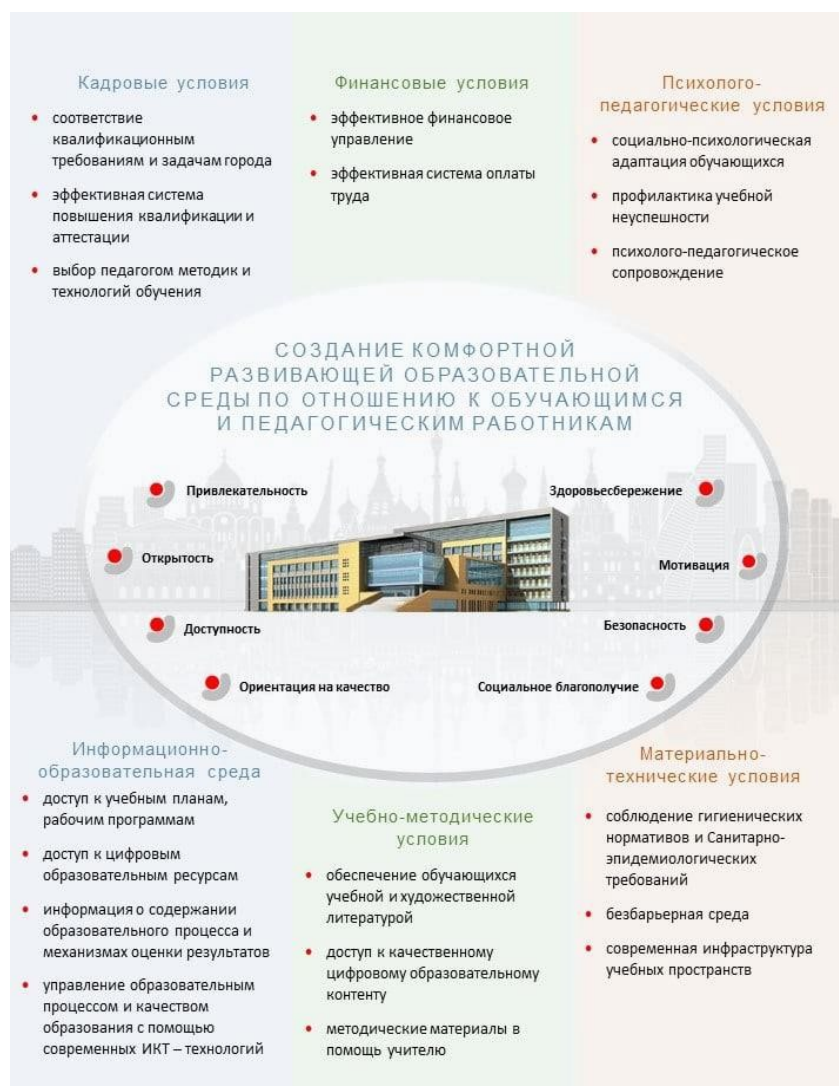 Кадровые условия
• соответствие
квалификационным
требованиям и задачам города
• эффективная система
повышения квалификации и
аттестации
• выбор педагогом методик и
технологий обучения
Финансовые условия
• эффективное финансовое
управление
• эффективная система оплаты
труда
Психолого-
педагогические условия
• социально-психологическая
адаптация обучающихся
• профилактика учебной
неуспешности
• психолого-педагогическое
сопровождение
СОЗДАНИЕ КОМФОРТНОЙ
РАЗВИВАЮЩЕЙ ОБРАЗОВАТЕЛЬНОЙ
СРЕДЫ ПО ОТНОШЕНИЮ К ОБУЧАЮЩИМСЯ
И ПЕДАГОГИЧЕСКИМ РАБОТНИКАМ
Привлекательность
Здоровьесбережение
Открытость
Мотивация
Доступность
Безопасность
Ориентация на качество
Социальное благополучие
Информационно-
образовательная среда
• доступ к учебным планам,
рабочим программам
• доступ к цифровым
образовательным ресурсам
• информация о содержании
образовательного процесса и
механизмах оценки результатов
• управление образовательным
процессом и качеством
образования с помощью
современных ИКТ – технологий
Учебно-методические
условия
• обеспечение обучающихся
учебной и художественной
литературой
• доступ к качественному
цифровому образовательному
контенту
• методические материалы в
помощь учителю
Материально-
технические условия
• соблюдение гигиенических
нормативов и Санитарно-
эпидемиологических
требований
• безбарьерная среда
• современная инфраструктура
учебных пространств